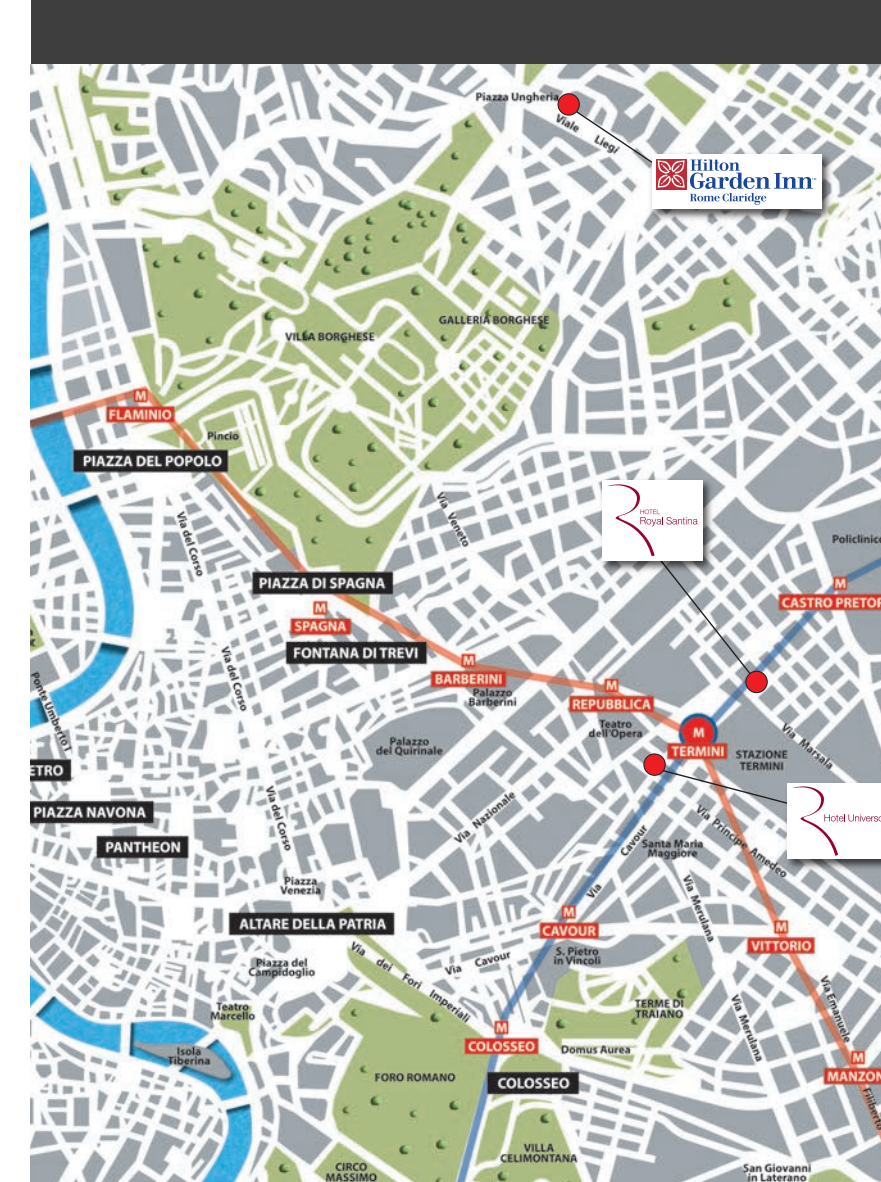 Piazza Ungheria
Viale Liegi
Hilton
Garden Inn
Rome Claridge
GALLERIA BORGHESE
VILLA BORGHESE
M
FLAMINIO
Pincio
PIAZZA DEL POPOLO
Via Veneto
HOTEL
Royal Santina
Via del Corso
Policlinico
PIAZZA DI SPAGNA
M
CASTRO PRETOR
M
SPAGNA
FONTANA DI TREVI
Via del Corso
M
BARBERINI
Palazzo
Barberini
M
REPUBBLICA
Teatro
dell'Opera
Ponte Umberto I
Palazzo
del Quirinale
M
TERMINI
STAZIONE
TERMINI
Via Marsala
ETRO
PIAZZA NAVONA
Via del Corso
Via Nazionale
Hotel Universo
PANTHEON
Via Cavour
Santa Maria
Maggiore
Via Principe Amedeo
Piazza
Venezia
Via Merulana
ALTARE DELLA PATRIA
M
CAVOUR
M
VITTORIO
S. Pietro
in Vincoli
Via Cavour
Piazza del
Campidoglio
Via dei Fori Imperiali
Teatro
Marcello
TERME DI
TRAIANO
Via Merulana
Via Emanuele
M
COLOSSEO
Domus Aurea
Isola
Tiberina
M
MANZON
FORO ROMANO
COLOSSEO
Filiberto
VILLA
CELIMONTANA
CIRCO
MASSIMO
San Giovanni
in Laterano